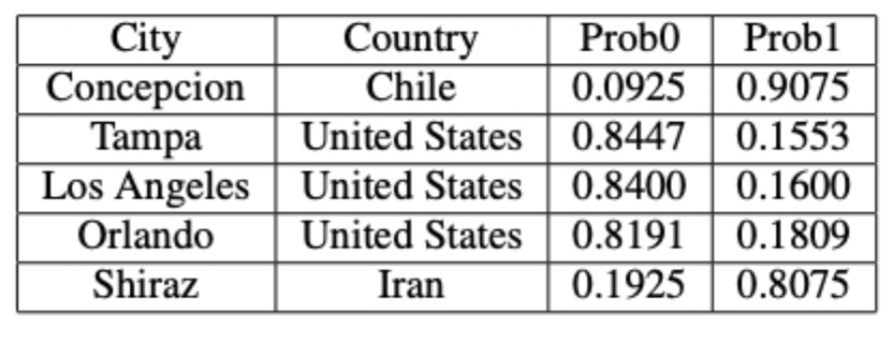 City Country Prob0 Prob1
Concepcion Chile 0.0925 0.9075
Tampa United States 0.8447 0.1553
Los Angeles United States 0.8400 0.1600
Orlando United States 0.8191 0.1809
Shiraz Iran 0.1925 0.8075